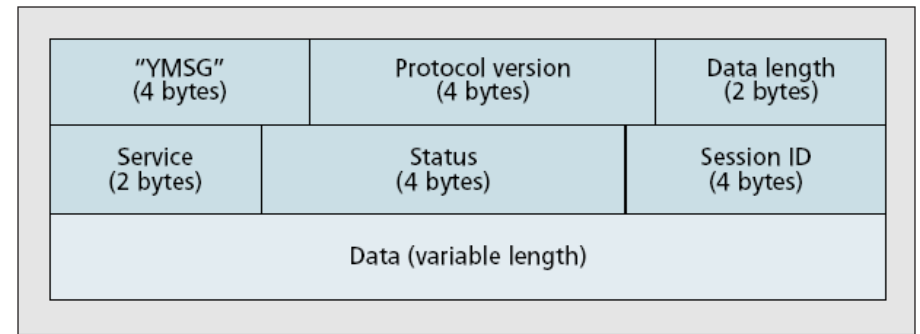 "YMSG" Protocol version Data length
(4 bytes) (4 bytes) (2 bytes)
Service Status Session ID
(2 bytes) (4 bytes) (4 bytes)
Data (variable length)